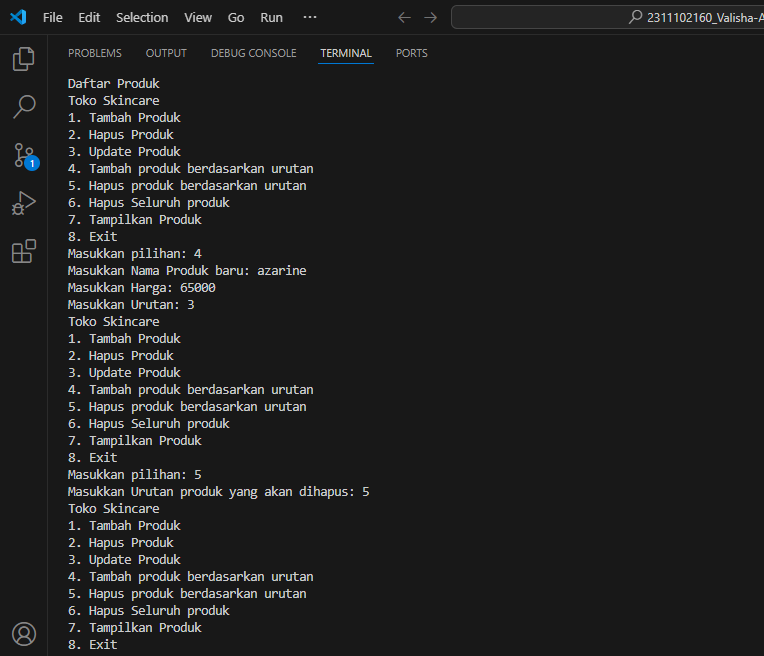 File Edit Selection View Go Run ··· ← → 2311102160_Valisha-A
PROBLEMS OUTPUT DEBUG CONSOLE TERMINAL PORTS
Daftar Produk
Toko Skincare
1. Tambah Produk
2. Hapus Produk
3. Update Produk
4. Tambah produk berdasarkan urutan
5. Hapus produk berdasarkan urutan
6. Hapus Seluruh produk
7. Tampilkan Produk
8. Exit
Masukkan pilihan: 4
Masukkan Nama Produk baru: azarine
Masukkan Harga: 65000
Masukkan Urutan: 3
Toko Skincare
1. Tambah Produk
2. Hapus Produk
3. Update Produk
4. Tambah produk berdasarkan urutan
5. Hapus produk berdasarkan urutan
6. Hapus Seluruh produk
7. Tampilkan Produk
8. Exit
Masukkan pilihan: 5
Masukkan Urutan produk yang akan dihapus: 5
Toko Skincare
1. Tambah Produk
2. Hapus Produk
3. Update Produk
4. Tambah produk berdasarkan urutan
5. Hapus produk berdasarkan urutan
6. Hapus Seluruh produk
7. Tampilkan Produk
8. Exit
1